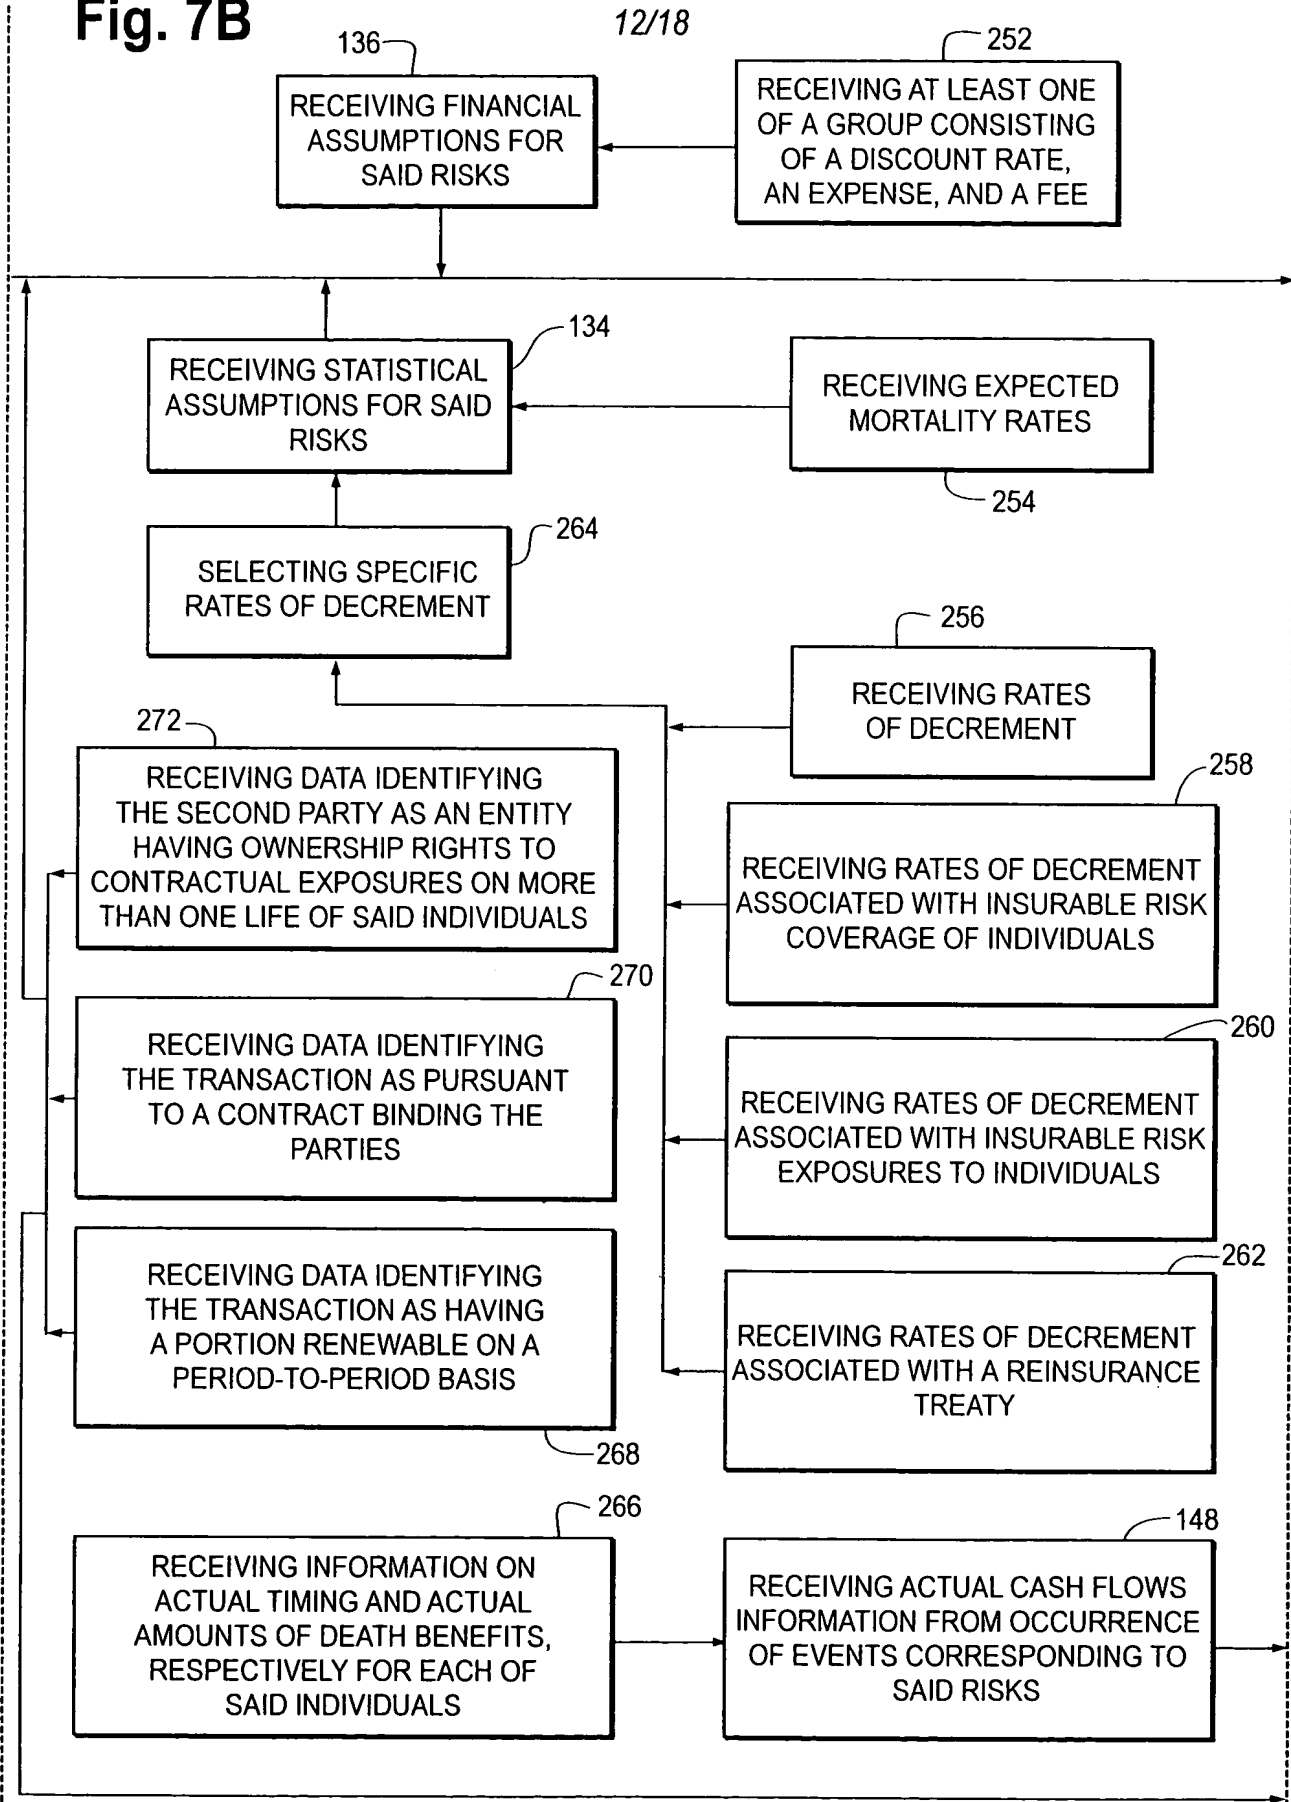 Fig. 7B
12/18
136
252
RECEIVING FINANCIAL
ASSUMPTIONS FOR
SAID RISKS
RECEIVING AT LEAST ONE
OF A GROUP CONSISTING
OF A DISCOUNT RATE,
AN EXPENSE, AND A FEE
134
RECEIVING STATISTICAL
ASSUMPTIONS FOR SAID
RISKS
RECEIVING EXPECTED
MORTALITY RATES
254
264
SELECTING SPECIFIC
RATES OF DECREMENT
256
RECEIVING RATES
OF DECREMENT
272
RECEIVING DATA IDENTIFYING
THE SECOND PARTY AS AN ENTITY
HAVING OWNERSHIP RIGHTS TO
CONTRACTUAL EXPOSURES ON MORE
THAN ONE LIFE OF SAID INDIVIDUALS
258
RECEIVING RATES OF DECREMENT
ASSOCIATED WITH INSURABLE RISK
COVERAGE OF INDIVIDUALS
270
RECEIVING DATA IDENTIFYING
THE TRANSACTION AS PURSUANT
TO A CONTRACT BINDING THE
PARTIES
260
RECEIVING RATES OF DECREMENT
ASSOCIATED WITH INSURABLE RISK
EXPOSURES TO INDIVIDUALS
RECEIVING DATA IDENTIFYING
THE TRANSACTION AS HAVING
A PORTION RENEWABLE ON A
PERIOD-TO-PERIOD BASIS
268
262
RECEIVING RATES OF DECREMENT
ASSOCIATED WITH A REINSURANCE
TREATY
266
RECEIVING INFORMATION ON
ACTUAL TIMING AND ACTUAL
AMOUNTS OF DEATH BENEFITS,
RESPECTIVELY FOR EACH OF
SAID INDIVIDUALS
148
RECEIVING ACTUAL CASH FLOWS
INFORMATION FROM OCCURRENCE
OF EVENTS CORRESPONDING TO
SAID RISKS